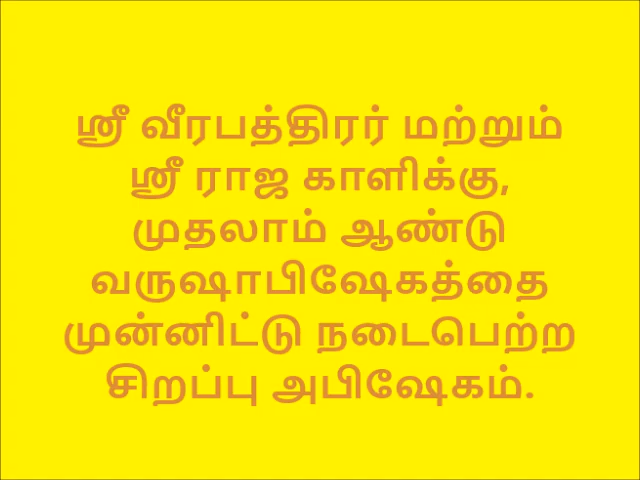 ஸ்ரீ வீரபத்திரர் மற்றும்
ஸ்ரீ ராஜ காளிக்கு,
முதலாம் ஆண்டு
வருஷாபிஷேகத்தை
முன்னிட்டு நடைபெற்ற
சிறப்பு அபிஷேகம்.